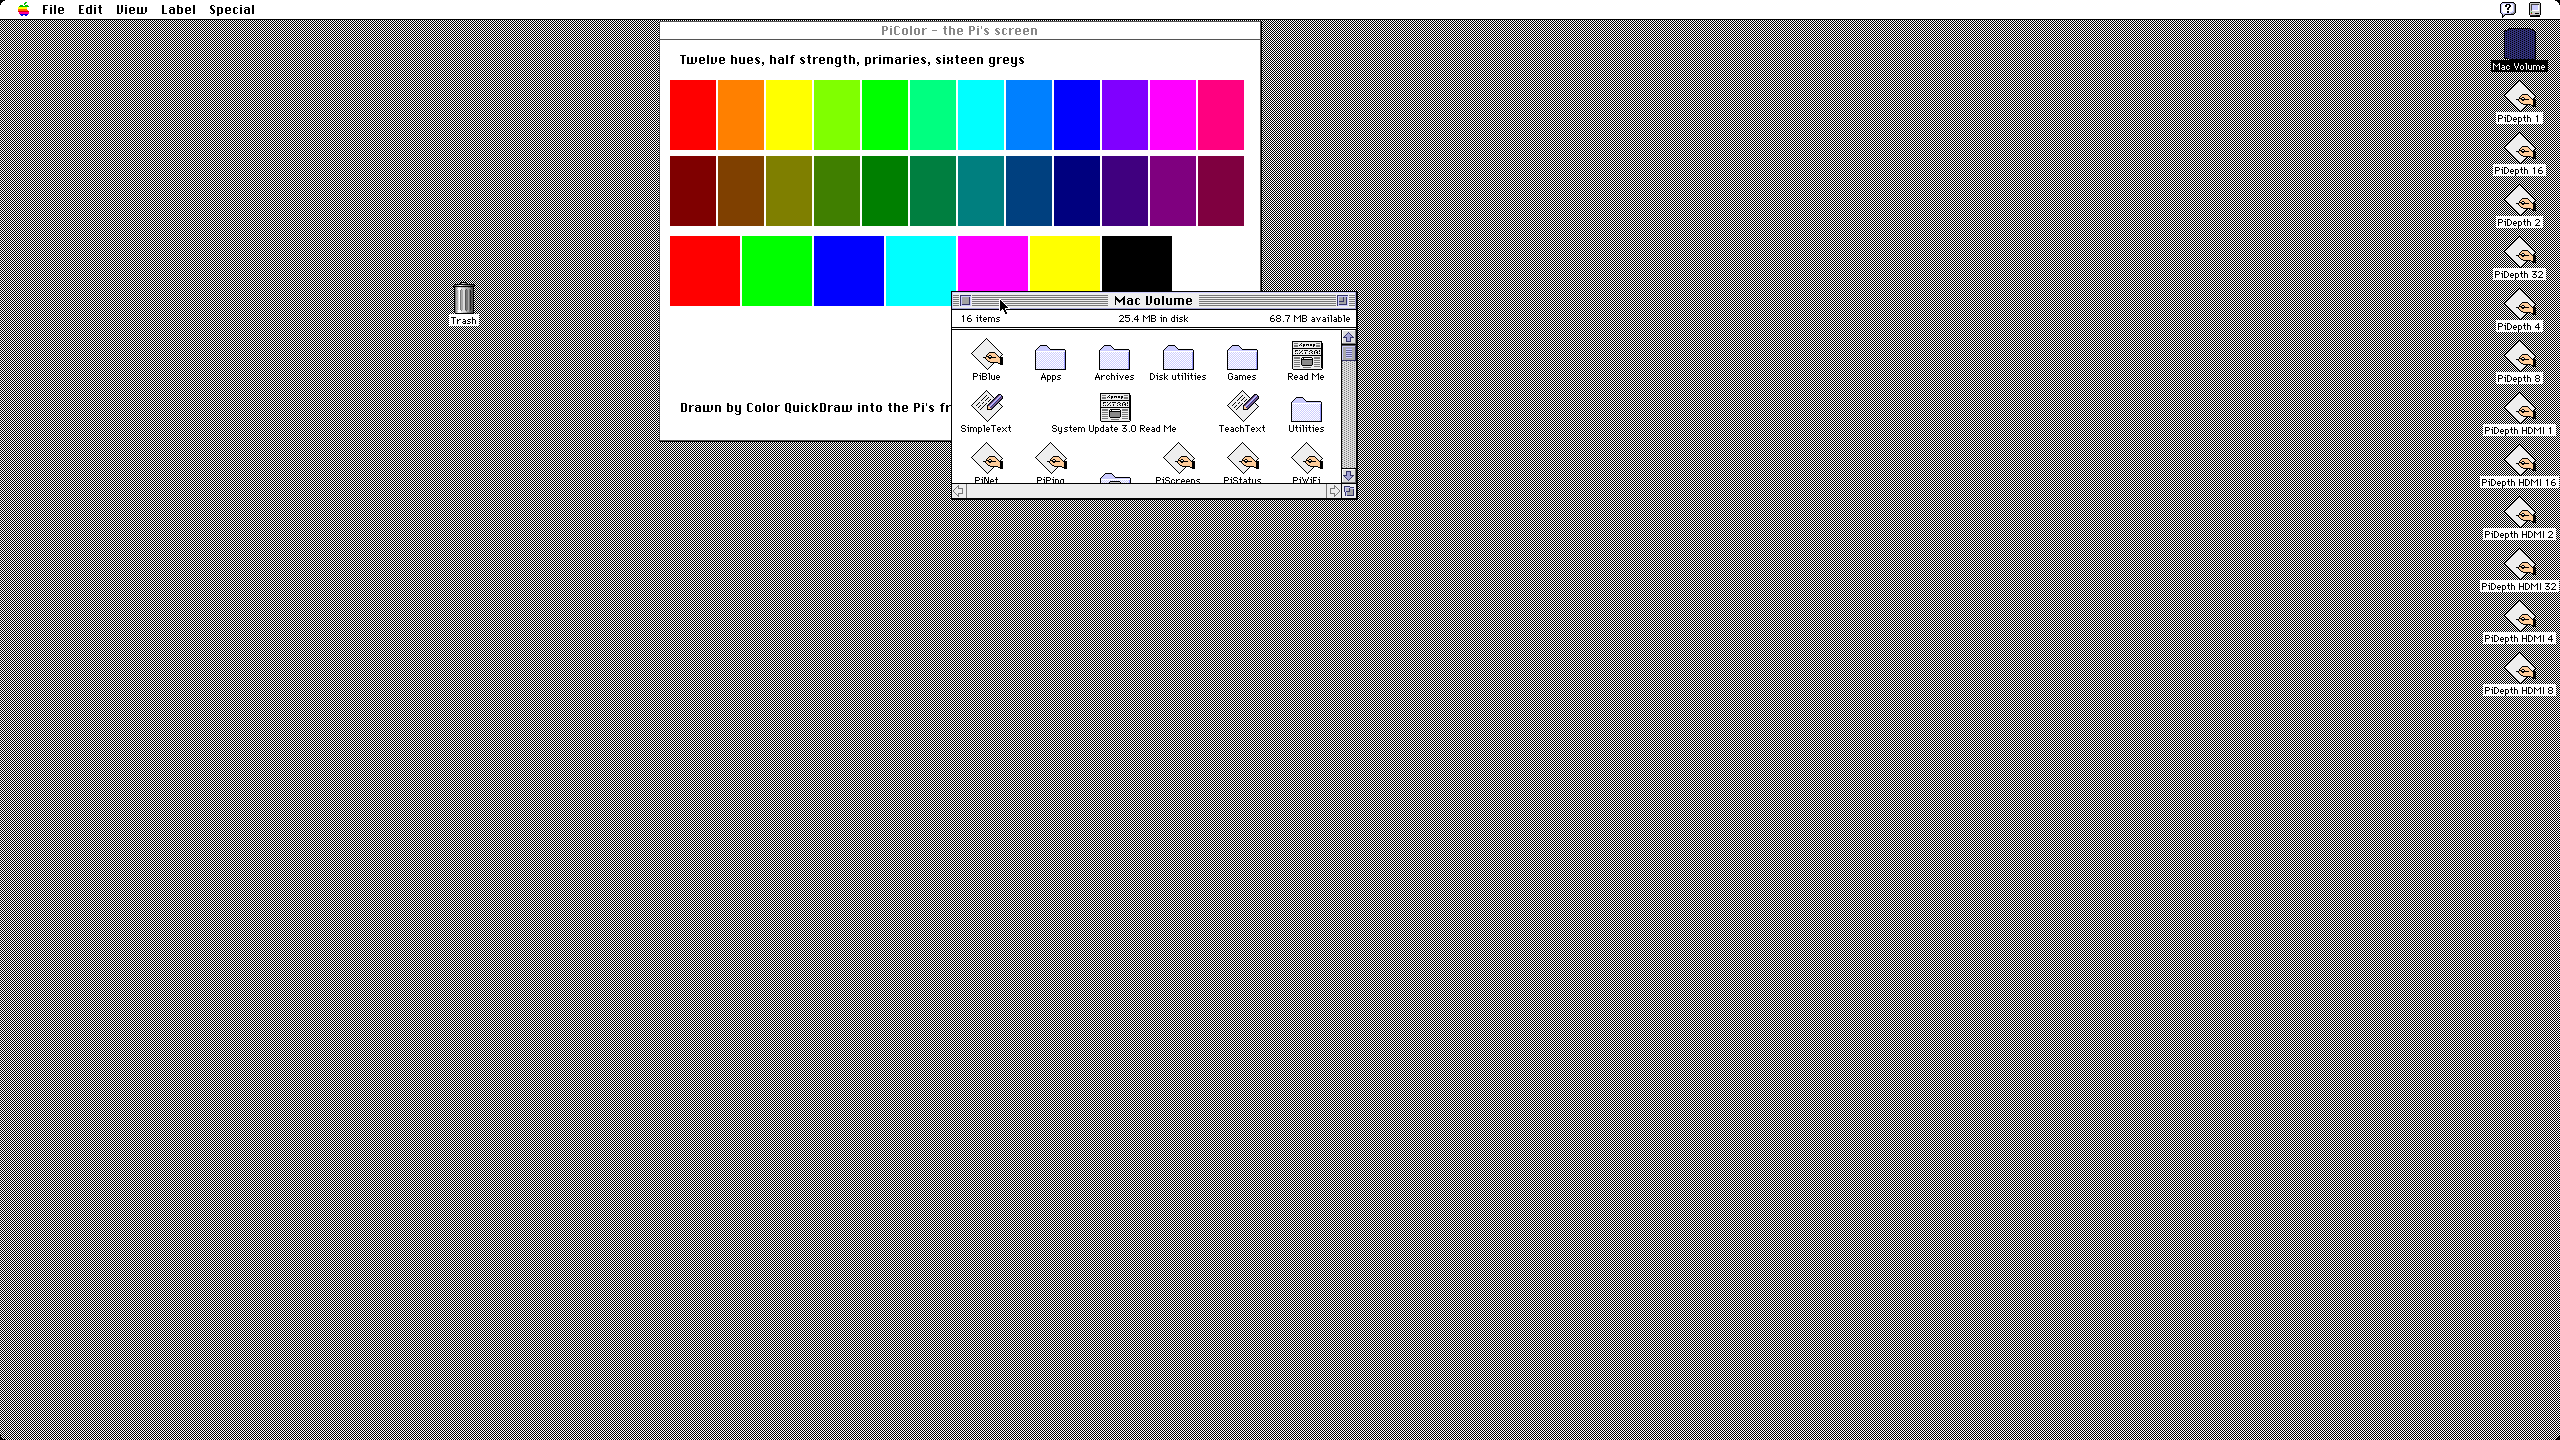 File Edit View Label Special
PiColor - the Pi's screen
Twelve hues, half strength, primaries, sixteen greys
Drawn by Color QuickDraw into the Pi's fr
Trash
Mac Volume
16 items 25.4 MB in disk 68.7 MB available
PiBlue Apps Archives Disk utilities Games Read Me
SimpleText System Update 3.0 Read Me TeachText Utilities
PiNet PiPing PiScreens PiStatus PiWiFi
Mac Volume
PiDepth 1
PiDepth 16
PiDepth 2
PiDepth 32
PiDepth 4
PiDepth 8
PiDepth HDMI 1
PiDepth HDMI 16
PiDepth HDMI 2
PiDepth HDMI 32
PiDepth HDMI 4
PiDepth HDMI 8